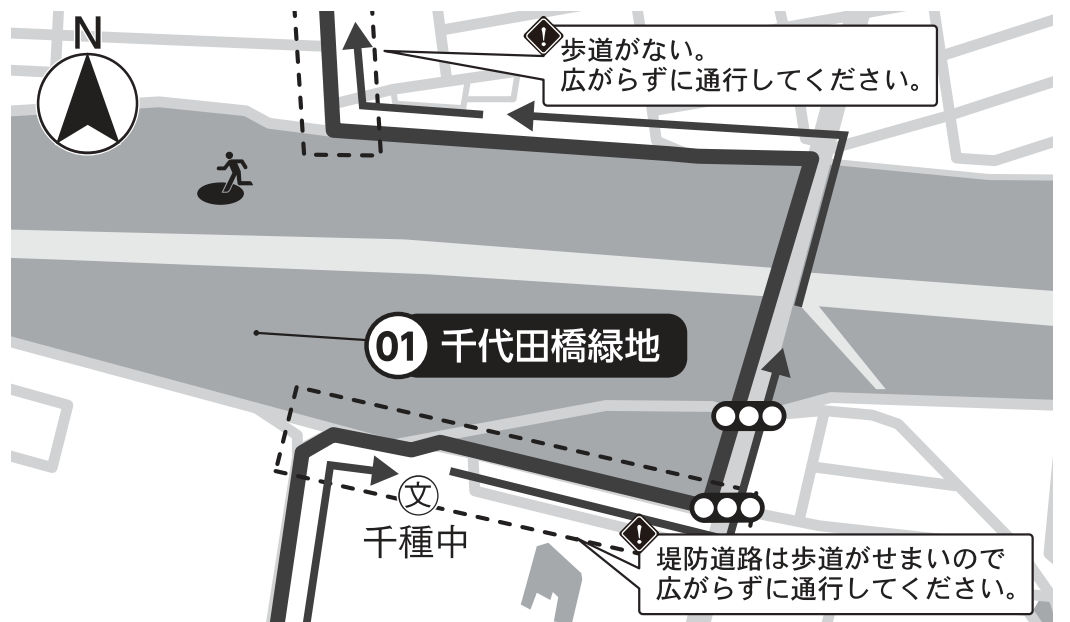 N
歩道がない。
広がらずに通行してください。
01 千代田橋緑地
文
千種中
堤防道路は歩道がせまいので
広がらずに通行してください。